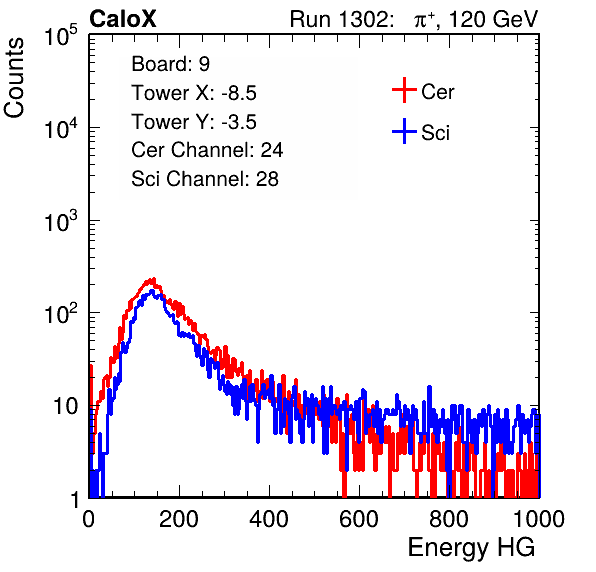 CaloX Run 1302: π⁺, 120 GeV
Counts
Board: 9
Tower X: -8.5
Tower Y: -3.5
Cer Channel: 24
Sci Channel: 28
Cer
Sci
10⁵
10⁴
10³
10²
10
1
0 200 400 600 800 1000
Energy HG